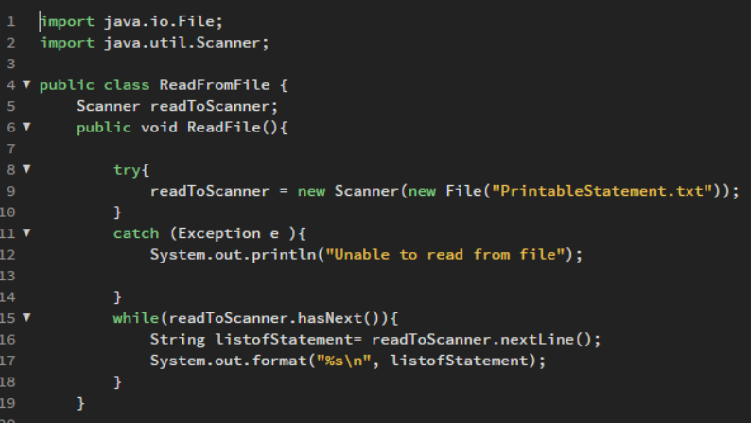 1 import java.io.File;
2 import java.util.Scanner;
3
4 ▼ public class ReadFromFile {
5 Scanner readToScanner;
6 ▼ public void ReadFile(){
7
8 ▼ try{
9 readToScanner = new Scanner(new File("PrintableStatement.txt"));
10 }
11 ▼ catch (Exception e ){
12 System.out.println("Unable to read from file");
13
14 }
15 ▼ while(readToScanner.hasNext()){
16 String listofStatement= readToScanner.nextLine();
17 System.out.format("%s\n", listofStatement);
18 }
19 }